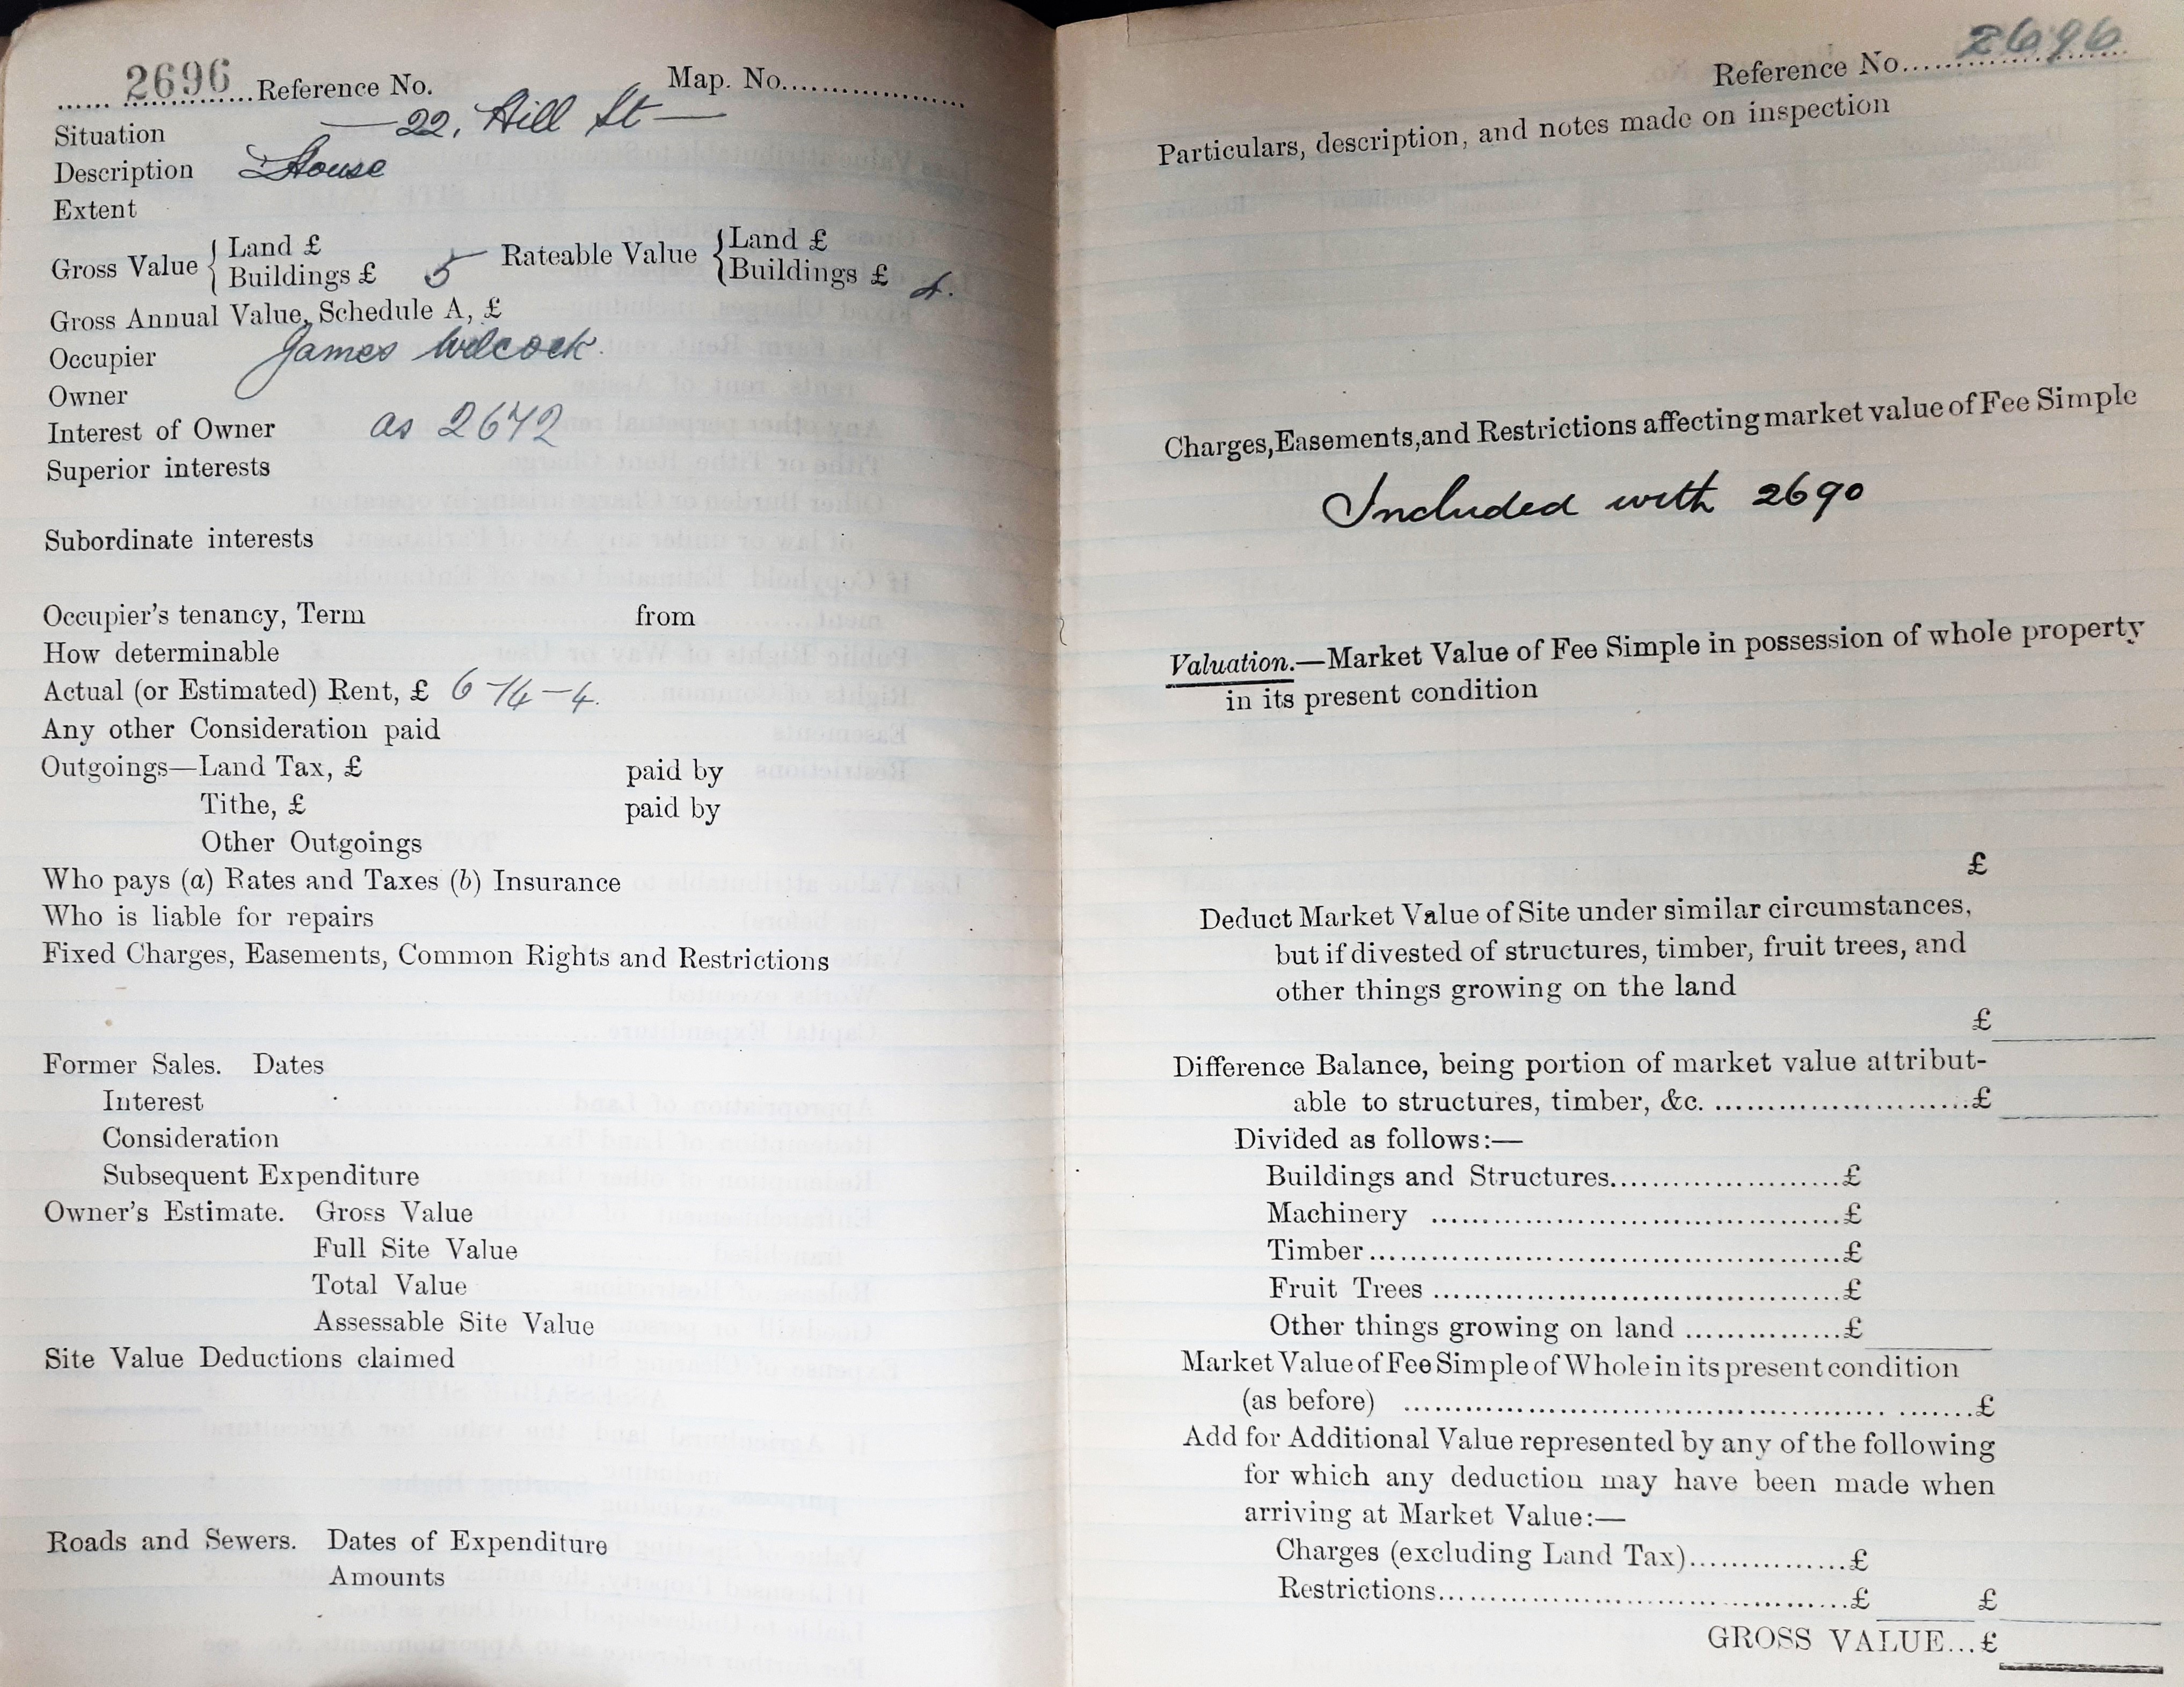 2696 Reference No. Map. No.
Situation — 22, Hill St —
Description House
Extent
Gross Value { Land £
Buildings £ 5 Rateable Value { Land £
Buildings £ 4.
Gross Annual Value, Schedule A, £
Occupier James Wilcock.
Owner
Interest of Owner as 2672
Superior interests
Subordinate interests
Occupier's tenancy, Term from
How determinable
Actual (or Estimated) Rent, £ 6-14-4.
Any other Consideration paid
Outgoings—Land Tax, £ paid by
Tithe, £ paid by
Other Outgoings
Who pays (a) Rates and Taxes (b) Insurance
Who is liable for repairs
Fixed Charges, Easements, Common Rights and Restrictions
Former Sales. Dates
Interest
Consideration
Subsequent Expenditure
Owner's Estimate. Gross Value
Full Site Value
Total Value
Assessable Site Value
Site Value Deductions claimed
Roads and Sewers. Dates of Expenditure
Amounts
Reference No. 2696
Particulars, description, and notes made on inspection
Charges, Easements, and Restrictions affecting market value of Fee Simple
Included with 2690
Valuation.—Market Value of Fee Simple in possession of whole property
in its present condition
£
Deduct Market Value of Site under similar circumstances,
but if divested of structures, timber, fruit trees, and
other things growing on the land
£
Difference Balance, being portion of market value attribut-
able to structures, timber, &c. £
Divided as follows:—
Buildings and Structures £
Machinery £
Timber £
Fruit Trees £
Other things growing on land £
Market Value of Fee Simple of Whole in its present condition
(as before) £
Add for Additional Value represented by any of the following
for which any deduction may have been made when
arriving at Market Value:—
Charges (excluding Land Tax) £
Restrictions £ £
GROSS VALUE... £